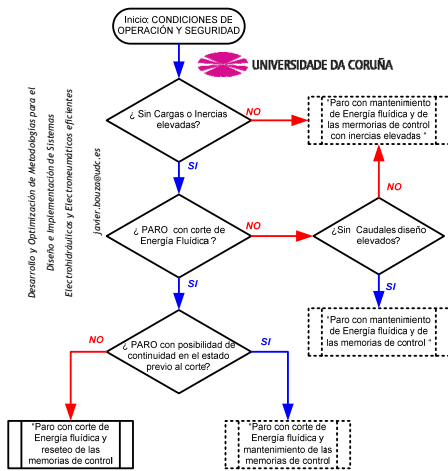 Inicio: CONDICIONES DE
OPERACIÓN Y SEGURIDAD
UNIVERSIDADE DA CORUÑA
Desarrollo y Optimización de Metodologías para el
Diseño e Implementación de Sistemas
Electrohidráulicos y Electroneumáticos eficientes
javier.bouza@udc.es
¿ Sin Cargas o Inercias
elevadas?
NO
"Paro con mantenimiento
de Energía fluídica y de
las memorias de control
con inercias elevadas "
SI
NO
¿ PARO con corte de
Energía Fluídica ?
NO
¿Sin Caudales diseño
elevados?
SI
SI
"Paro con mantenimiento
de Energía fluídica y de
las memorias de control "
¿ PARO con posibilidad de
continuidad en el estado
previo al corte?
NO
SI
"Paro con corte de
Energía fluídica y
reseteo de las
memorias de control
"Paro con corte de
Energía fluídica y
mantenimiento de las
memorias de control